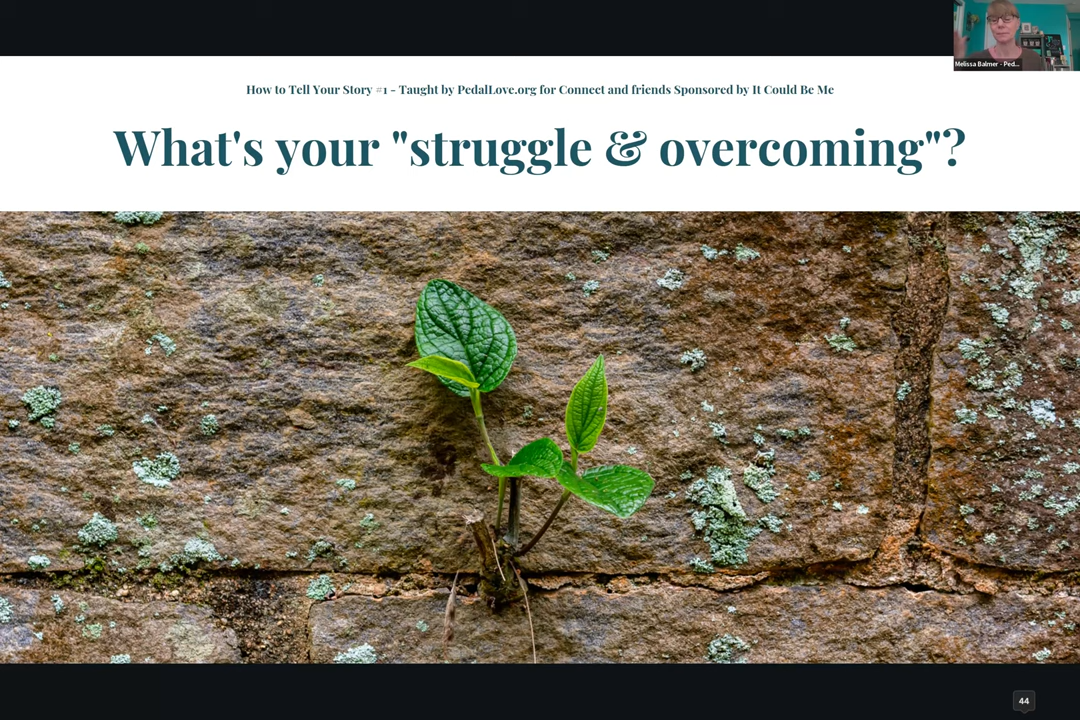 Melissa Balmer - Ped...
How to Tell Your Story #1 - Taught by PedalLove.org for Connect and friends Sponsored by It Could Be Me
What's your "struggle & overcoming"?
44